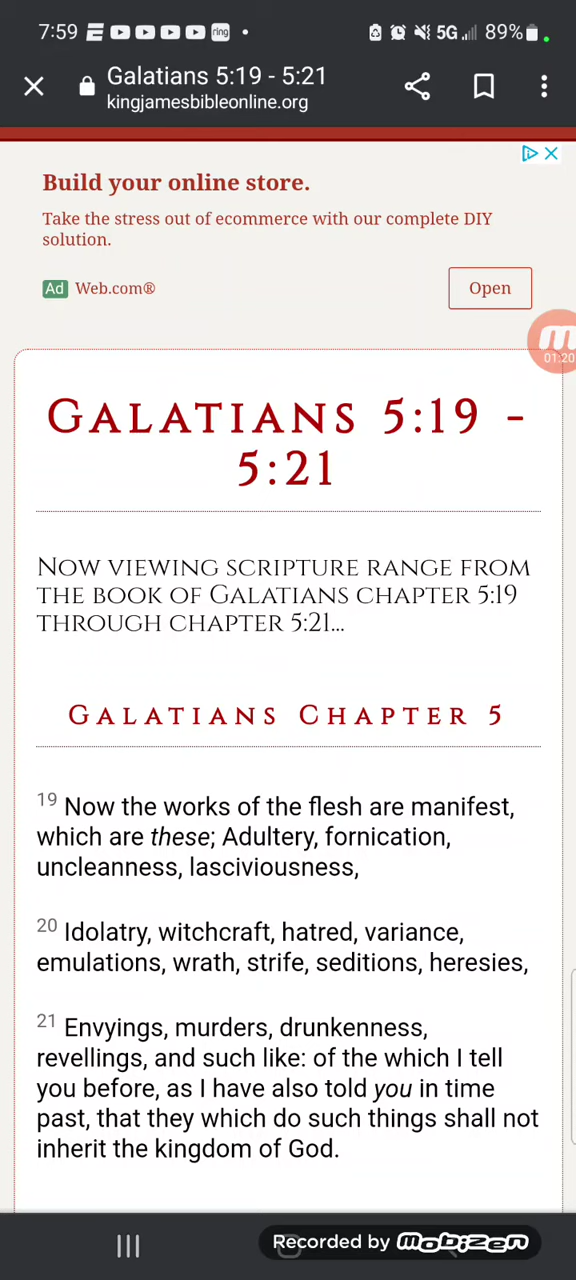 7:59 5G 89%
Galatians 5:19 - 5:21
kingjamesbibleonline.org
Build your online store.
Take the stress out of ecommerce with our complete DIY
solution.
Ad Web.com®
Open
01:20
GALATIANS 5:19 -
5:21
NOW VIEWING SCRIPTURE RANGE FROM
THE BOOK OF GALATIANS CHAPTER 5:19
THROUGH CHAPTER 5:21...
GALATIANS CHAPTER 5
19 Now the works of the flesh are manifest,
which are these; Adultery, fornication,
uncleanness, lasciviousness,
20 Idolatry, witchcraft, hatred, variance,
emulations, wrath, strife, seditions, heresies,
21 Envyings, murders, drunkenness,
revellings, and such like: of the which I tell
you before, as I have also told you in time
past, that they which do such things shall not
inherit the kingdom of God.
Recorded by mobizen